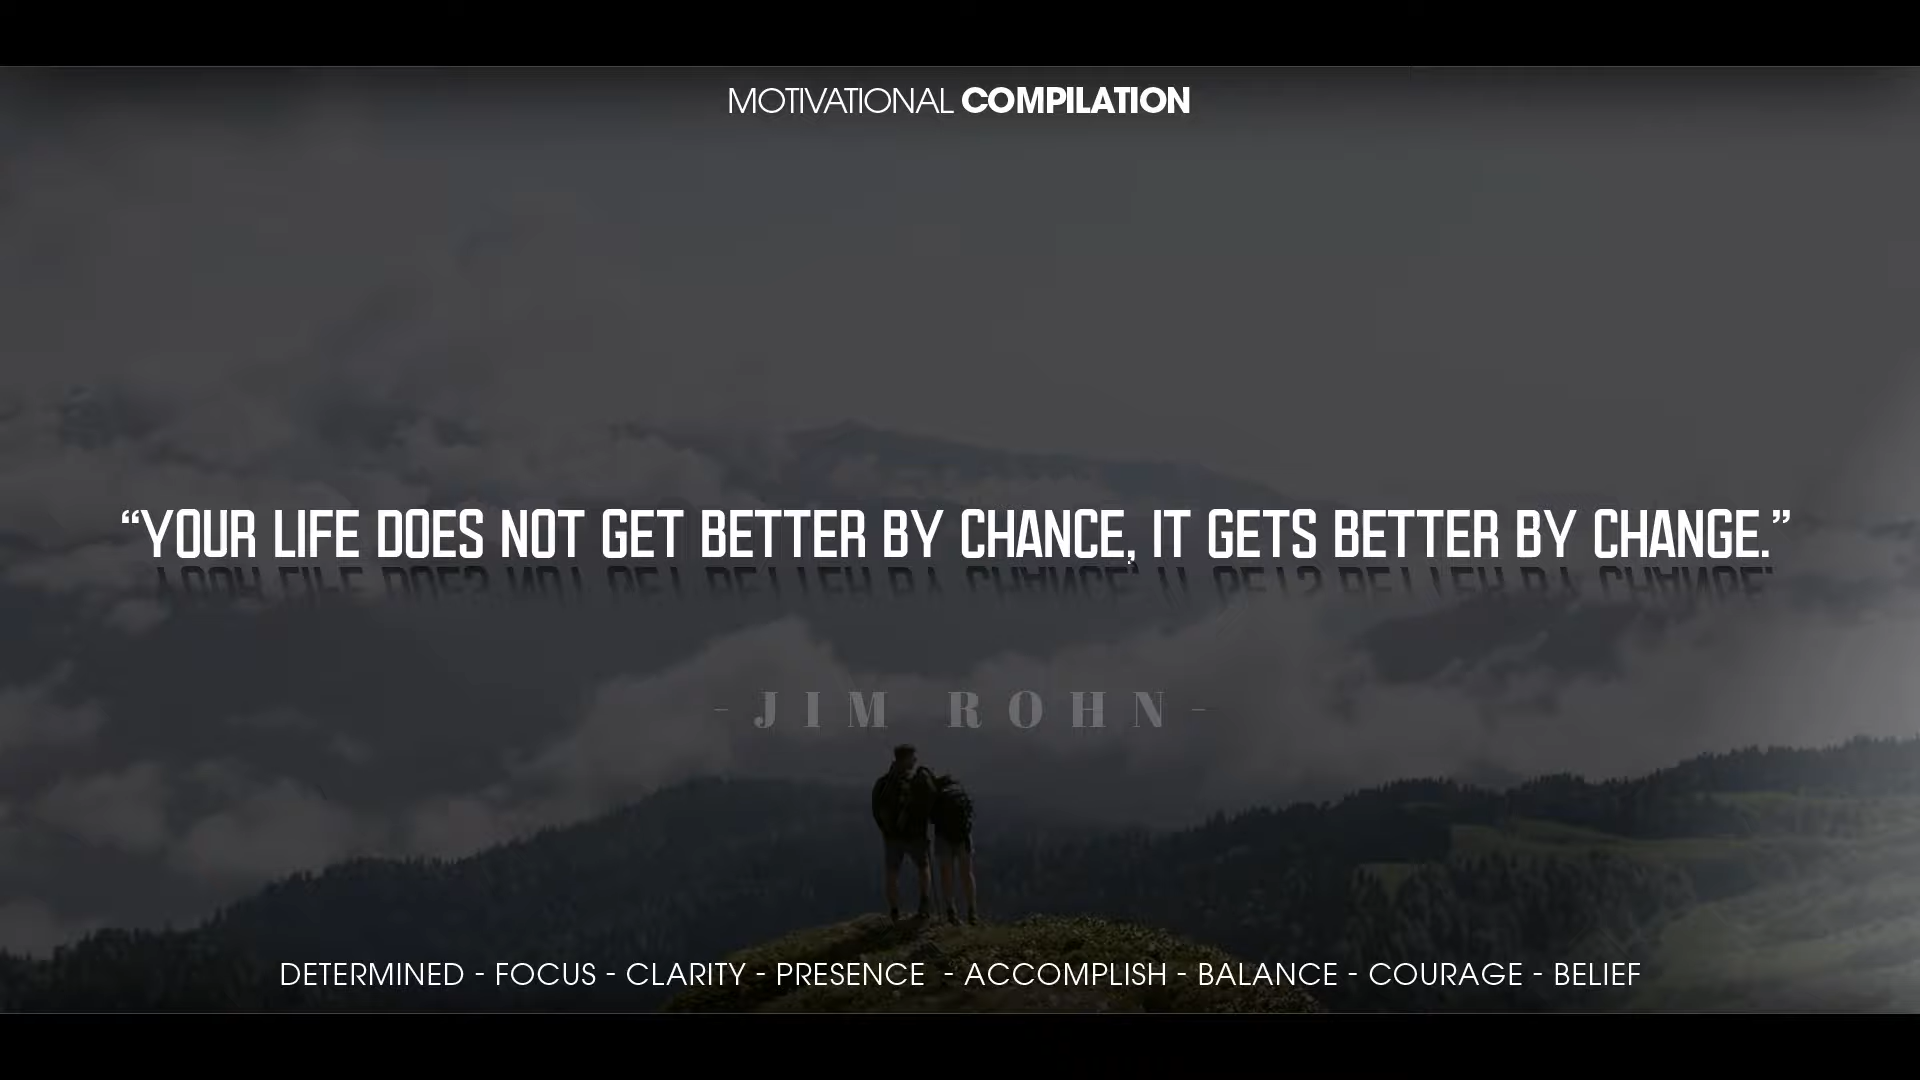 MOTIVATIONAL COMPILATION
“YOUR LIFE DOES NOT GET BETTER BY CHANCE, IT GETS BETTER BY CHANGE.”
- JIM ROHN -
DETERMINED - FOCUS - CLARITY - PRESENCE - ACCOMPLISH - BALANCE - COURAGE - BELIEF